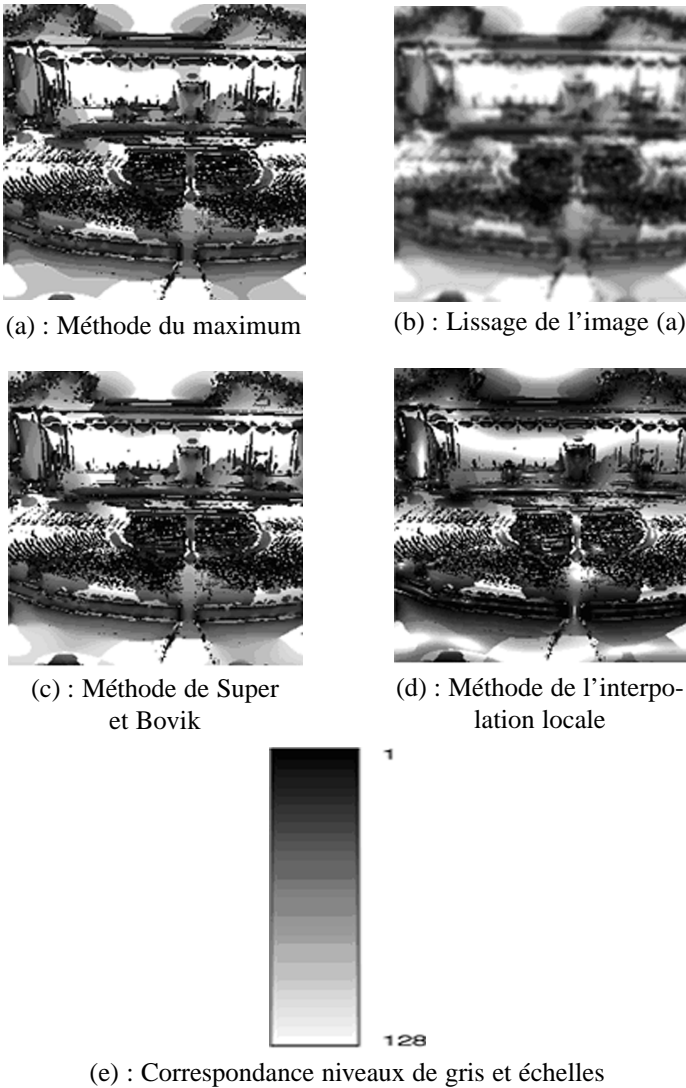 (a) : Méthode du maximum
(b) : Lissage de l'image (a)
(c) : Méthode de Super
et Bovik
(d) : Méthode de l'interpo-
lation locale
1
128
(e) : Correspondance niveaux de gris et échelles